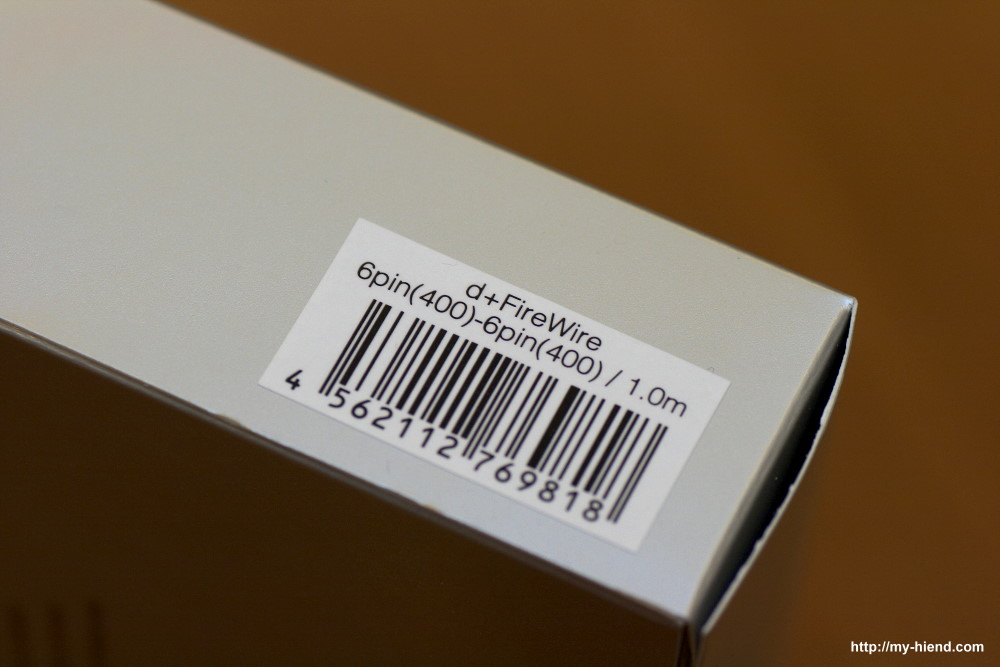 d+FireWire
6pin(400)-6pin(400) / 1.0m
4 562112 769818
http://my-hiend.com